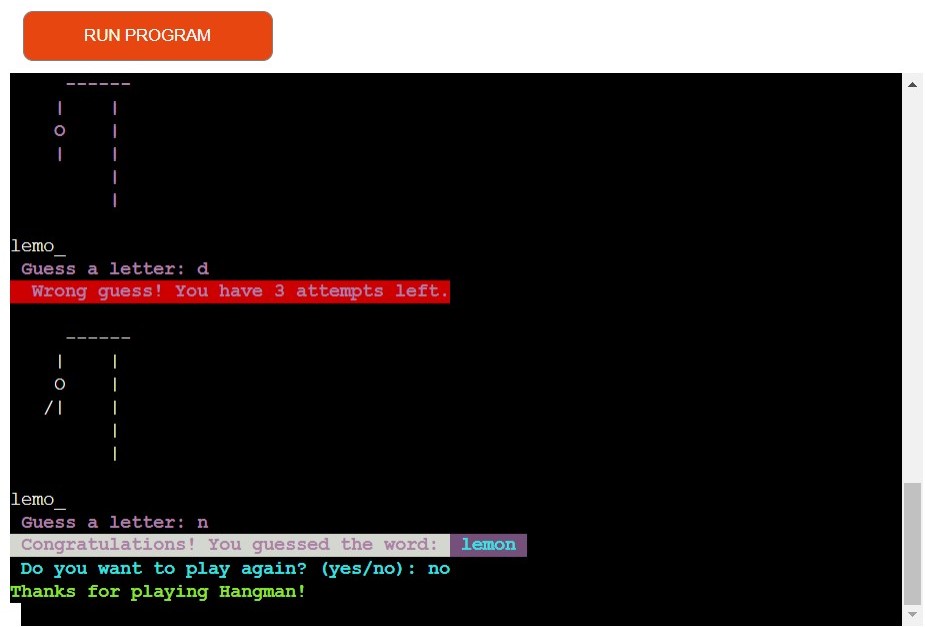 RUN PROGRAM
------
|    |
O    |
|    |
|
|
lemo_
Guess a letter: d
Wrong guess! You have 3 attempts left.
------
|    |
O    |
/|    |
|
|
lemo_
Guess a letter: n
Congratulations! You guessed the word: lemon
Do you want to play again? (yes/no): no
Thanks for playing Hangman!